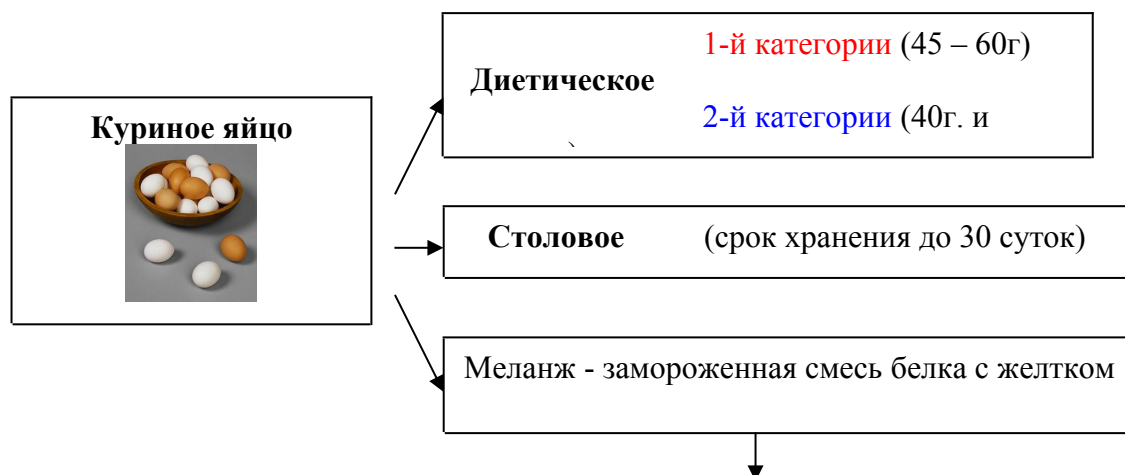 Куриное яйцо
1-й категории (45 – 60г)
Диетическое
2-й категории (40г. и
Столовое (срок хранения до 30 суток)
Меланж - замороженная смесь белка с желтком